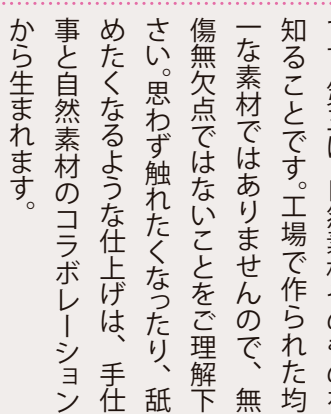 知ることです。工場で作られた均
一な素材ではありませんので、無
傷無欠点ではないことをご理解下
さい。思わず触れたくなったり、舐
めたくなるような仕上げは、手仕
事と自然素材のコラボレーション
から生まれます。